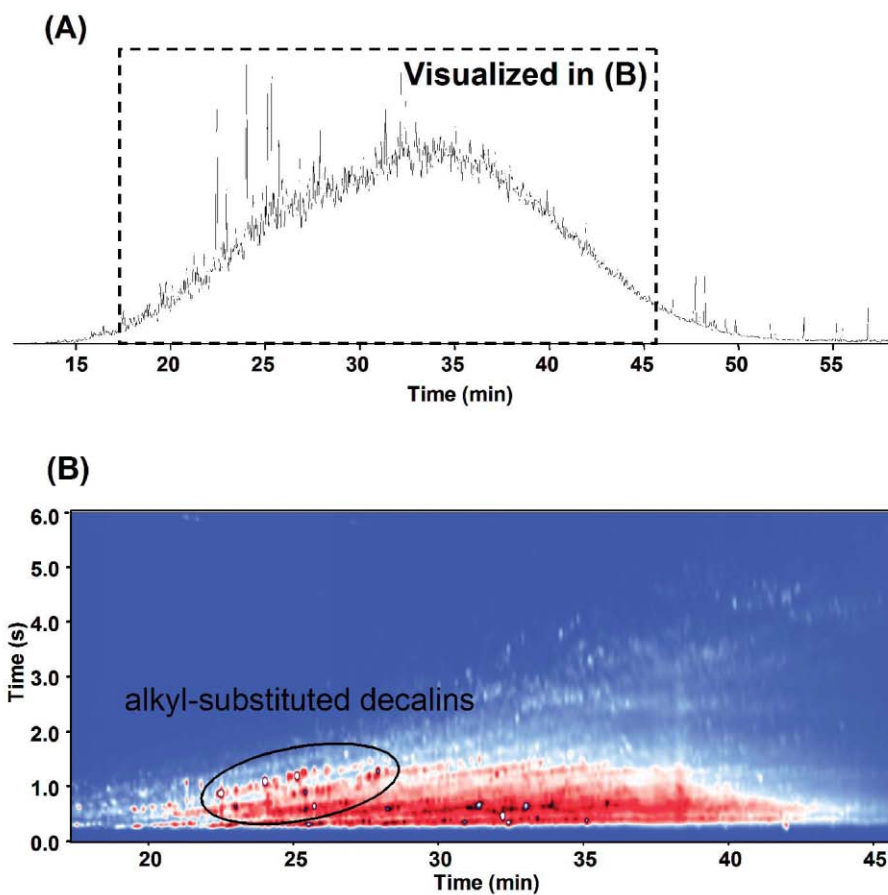 (A)
Visualized in (B)
15 20 25 30 35 40 45 50 55
Time (min)
(B)
6.0
5.0
4.0
3.0
2.0
1.0
0.0
Time (s)
alkyl-substituted decalins
20 25 30 35 40 45
Time (min)